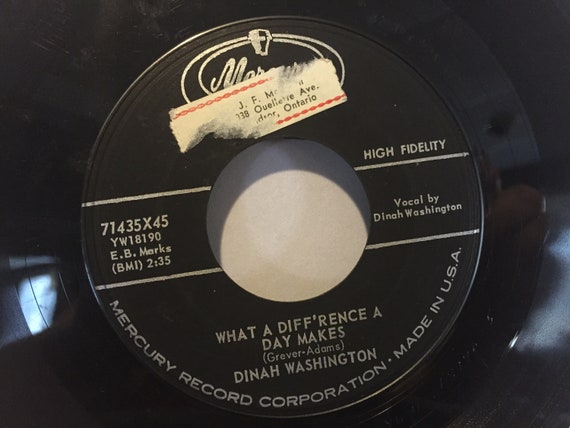 J. F. M
Ouellette Ave.
Ontario
HIGH FIDELITY
71435X45
YW18190
E.B. Marks
(BMI) 2:35
Vocal by
Dinah Washington
WHAT A DIFF'RENCE A
DAY MAKES
(Grever-Adams)
DINAH WASHINGTON
MERCURY RECORD CORPORATION • MADE IN U.S.A.